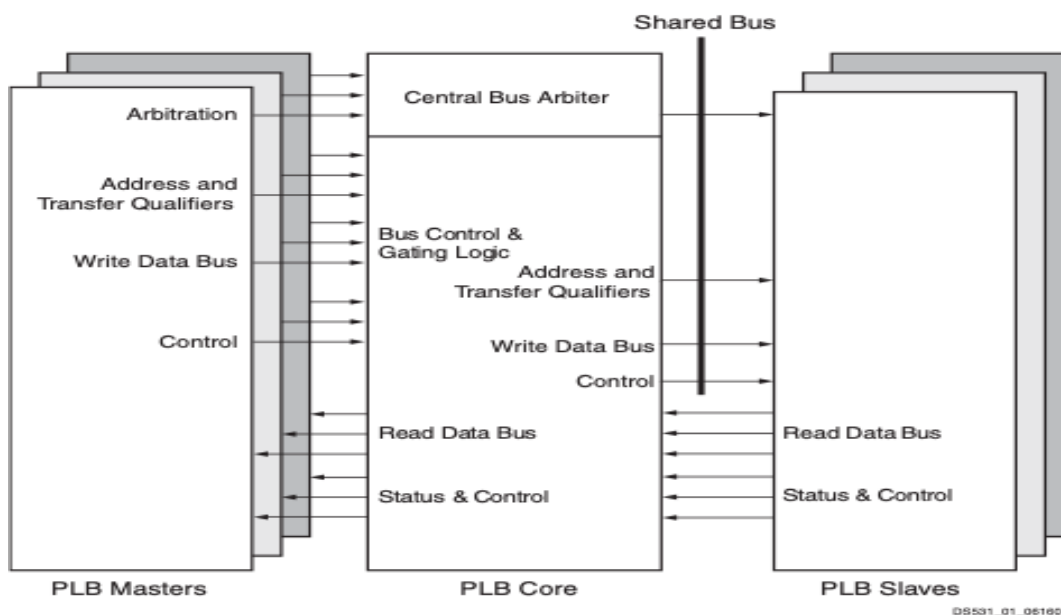 Shared Bus
Central Bus Arbiter
Arbitration
Address and
Transfer Qualifiers
Bus Control &
Gating Logic
Write Data Bus
Address and
Transfer Qualifiers
Control
Write Data Bus
Control
Read Data Bus
Read Data Bus
Status & Control
Status & Control
PLB Masters
PLB Core
PLB Slaves